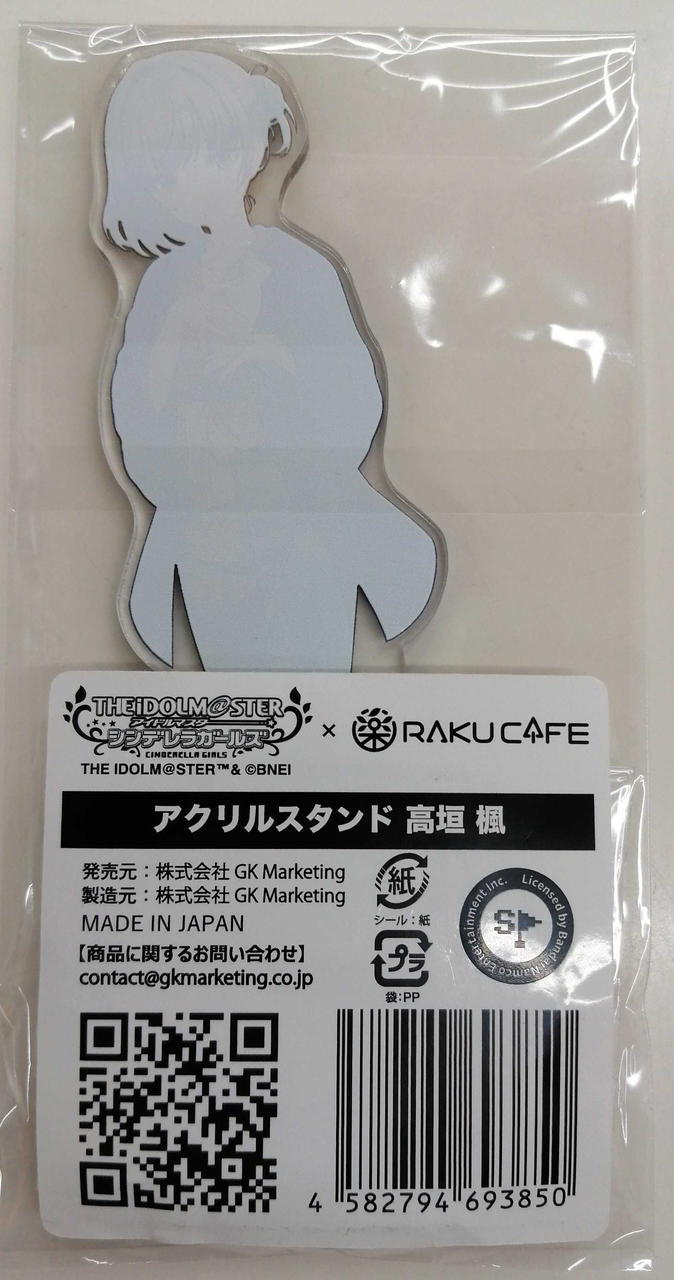 THE iDOLM@STER
アイドルマスター
シンデレラガールズ
CINDERELLA GIRLS
× RAKU CAFE
THE IDOLM@STER™& ©BNEI
アクリルスタンド 高垣 楓
発売元：株式会社 GK Marketing
製造元：株式会社 GK Marketing
MADE IN JAPAN
【商品に関するお問い合わせ】
contact@gkmarketing.co.jp
紙
シール：紙
プラ
袋：PP
Licensed by Bandai Namco Entertainment Inc.
4 582794 693850